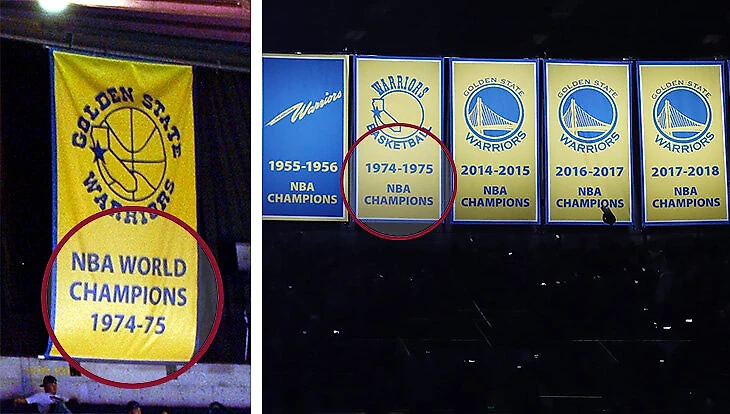 GOLDEN STATE
WARRIORS
NBA WORLD
CHAMPIONS
1974-75
Warriors
1955-1956
NBA
CHAMPIONS
WARRIORS
BASKETBALL
1974-1975
NBA
CHAMPIONS
GOLDEN STATE
WARRIORS
2014-2015
NBA
CHAMPIONS
GOLDEN STATE
WARRIORS
2016-2017
NBA
CHAMPIONS
GOLDEN STATE
WARRIORS
2017-2018
NBA
CHAMPIONS